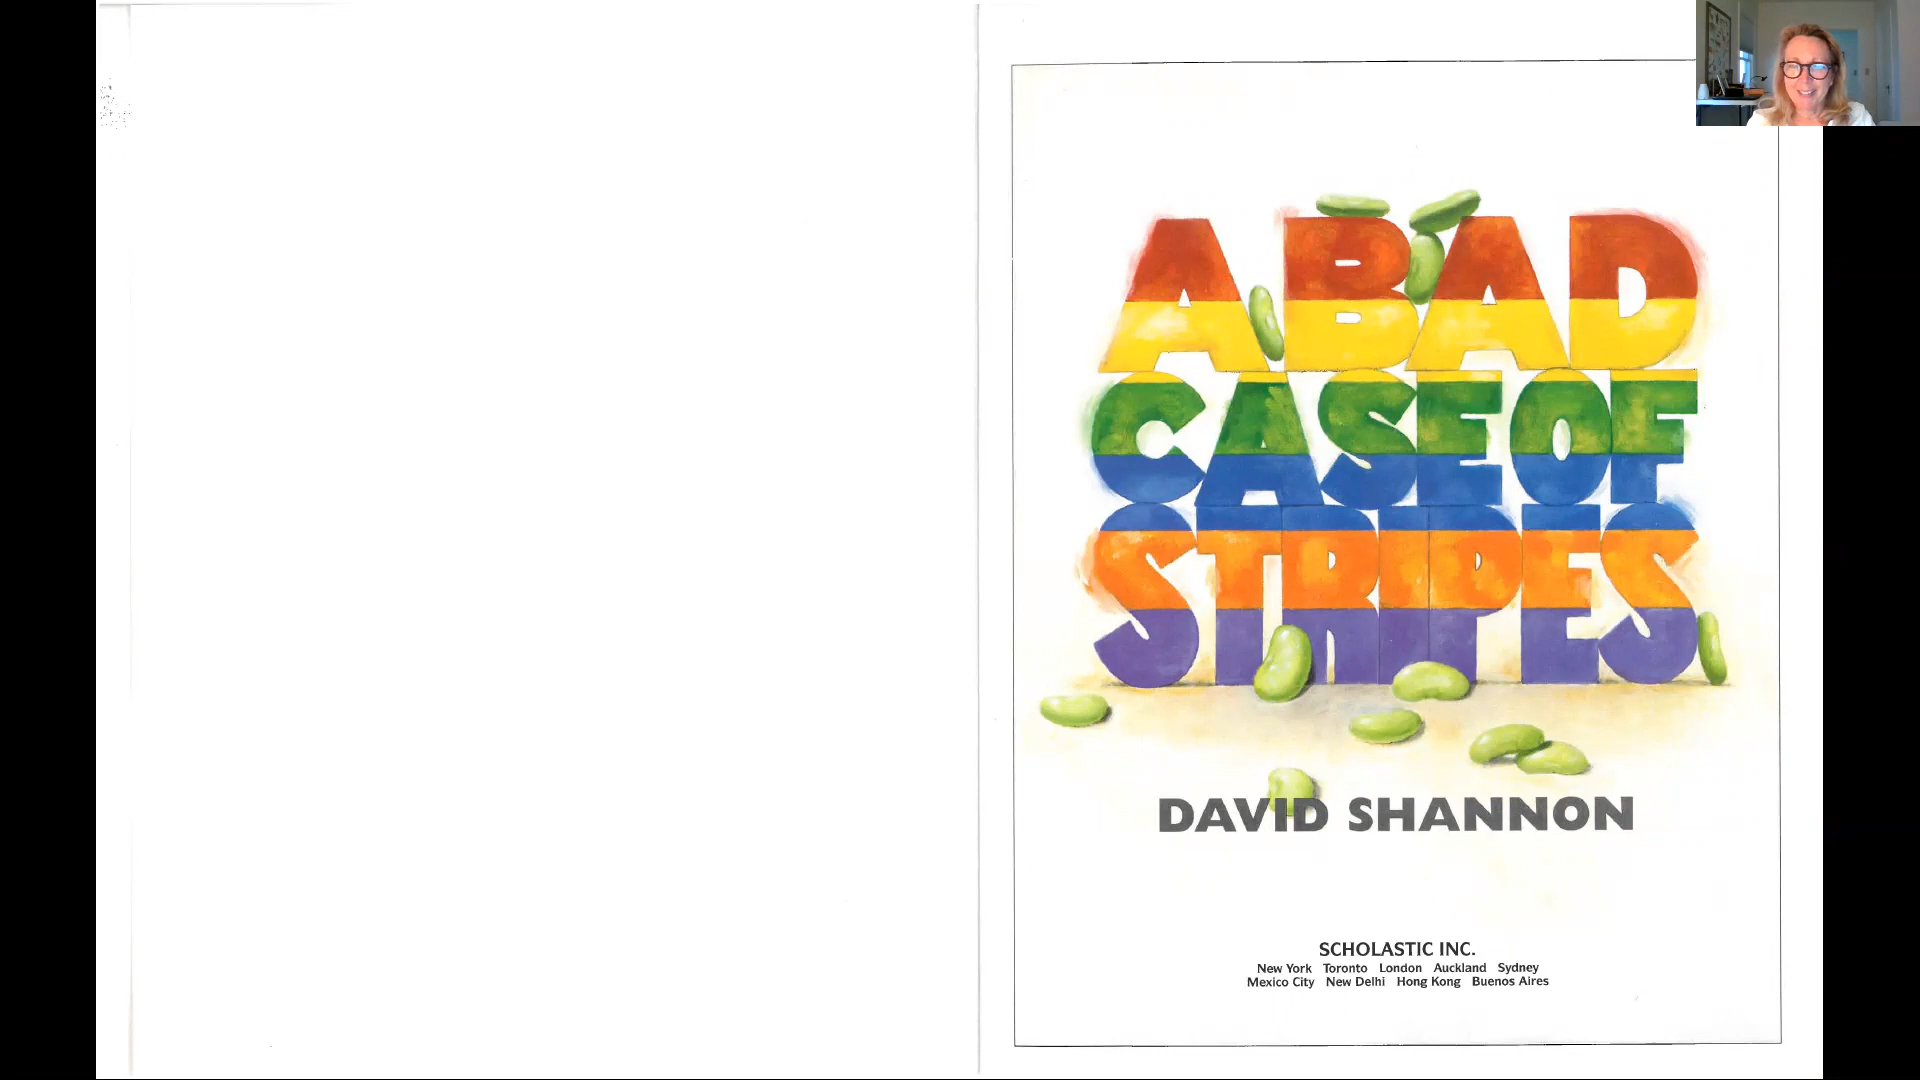 A BAD
CASE OF
STRIPES
DAVID SHANNON
SCHOLASTIC INC.
New York Toronto London Auckland Sydney
Mexico City New Delhi Hong Kong Buenos Aires